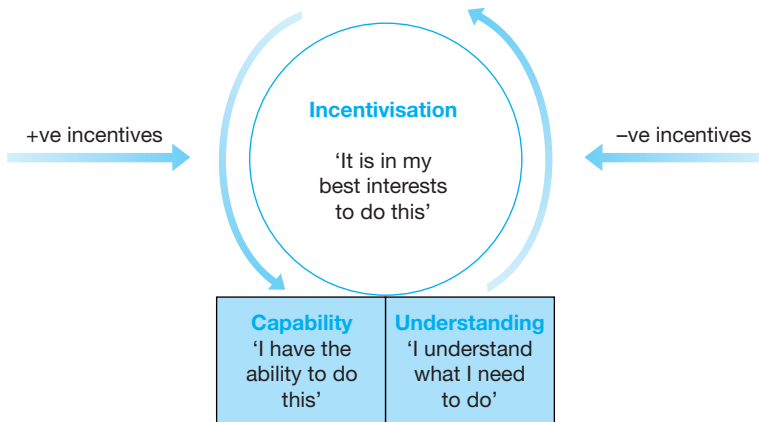 Incentivisation
+ve incentives
–ve incentives
‘It is in my
best interests
to do this’
Capability
‘I have the
ability to do
this’
Understanding
‘I understand
what I need
to do’